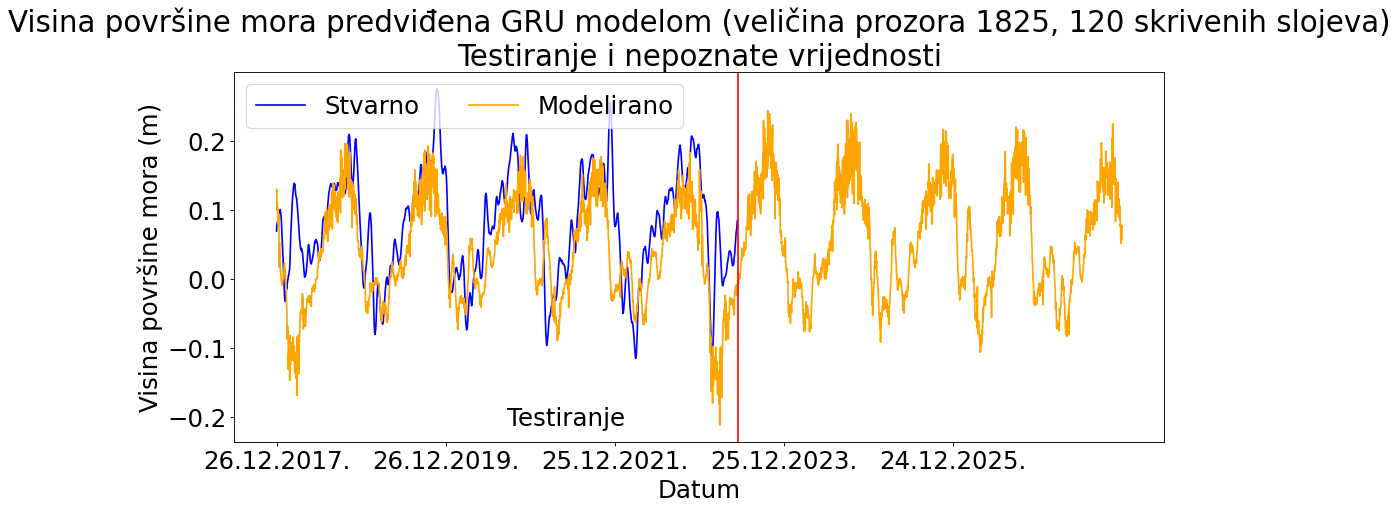 Visina površine mora predviđena GRU modelom (veličina prozora 1825, 120 skrivenih slojeva)
Testiranje i nepoznate vrijednosti
Stvarno Modelirano
Visina površine mora (m)
0.2
0.1
0.0
−0.1
−0.2
Testiranje
26.12.2017. 26.12.2019. 25.12.2021. 25.12.2023. 24.12.2025.
Datum